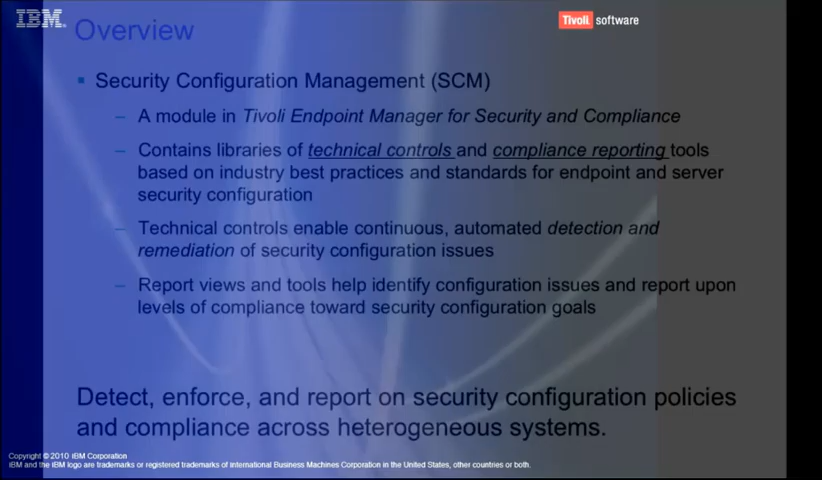 IBM.
Tivoli software
Overview
▪ Security Configuration Management (SCM)
– A module in Tivoli Endpoint Manager for Security and Compliance
– Contains libraries of technical controls and compliance reporting tools
based on industry best practices and standards for endpoint and server
security configuration
– Technical controls enable continuous, automated detection and
remediation of security configuration issues
– Report views and tools help identify configuration issues and report upon
levels of compliance toward security configuration goals
Detect, enforce, and report on security configuration policies
and compliance across heterogeneous systems.
Copyright © 2010 IBM Corporation
IBM and the IBM logo are trademarks or registered trademarks of International Business Machines Corporation in the United States, other countries or both.